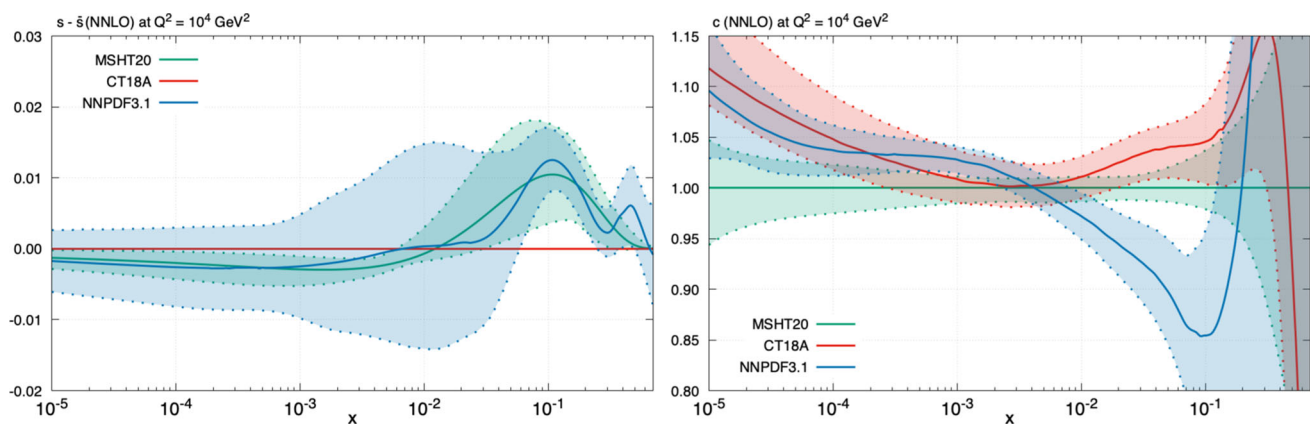 s - s̄ (NNLO) at Q² = 10⁴ GeV²
0.03
0.02
0.01
0.00
-0.01
-0.02
MSHT20
CT18A
NNPDF3.1
10⁻⁵
10⁻⁴
10⁻³
10⁻²
10⁻¹
x
c (NNLO) at Q² = 10⁴ GeV²
1.15
1.10
1.05
1.00
0.95
0.90
0.85
0.80
MSHT20
CT18A
NNPDF3.1
10⁻⁵
10⁻⁴
10⁻³
10⁻²
10⁻¹
x